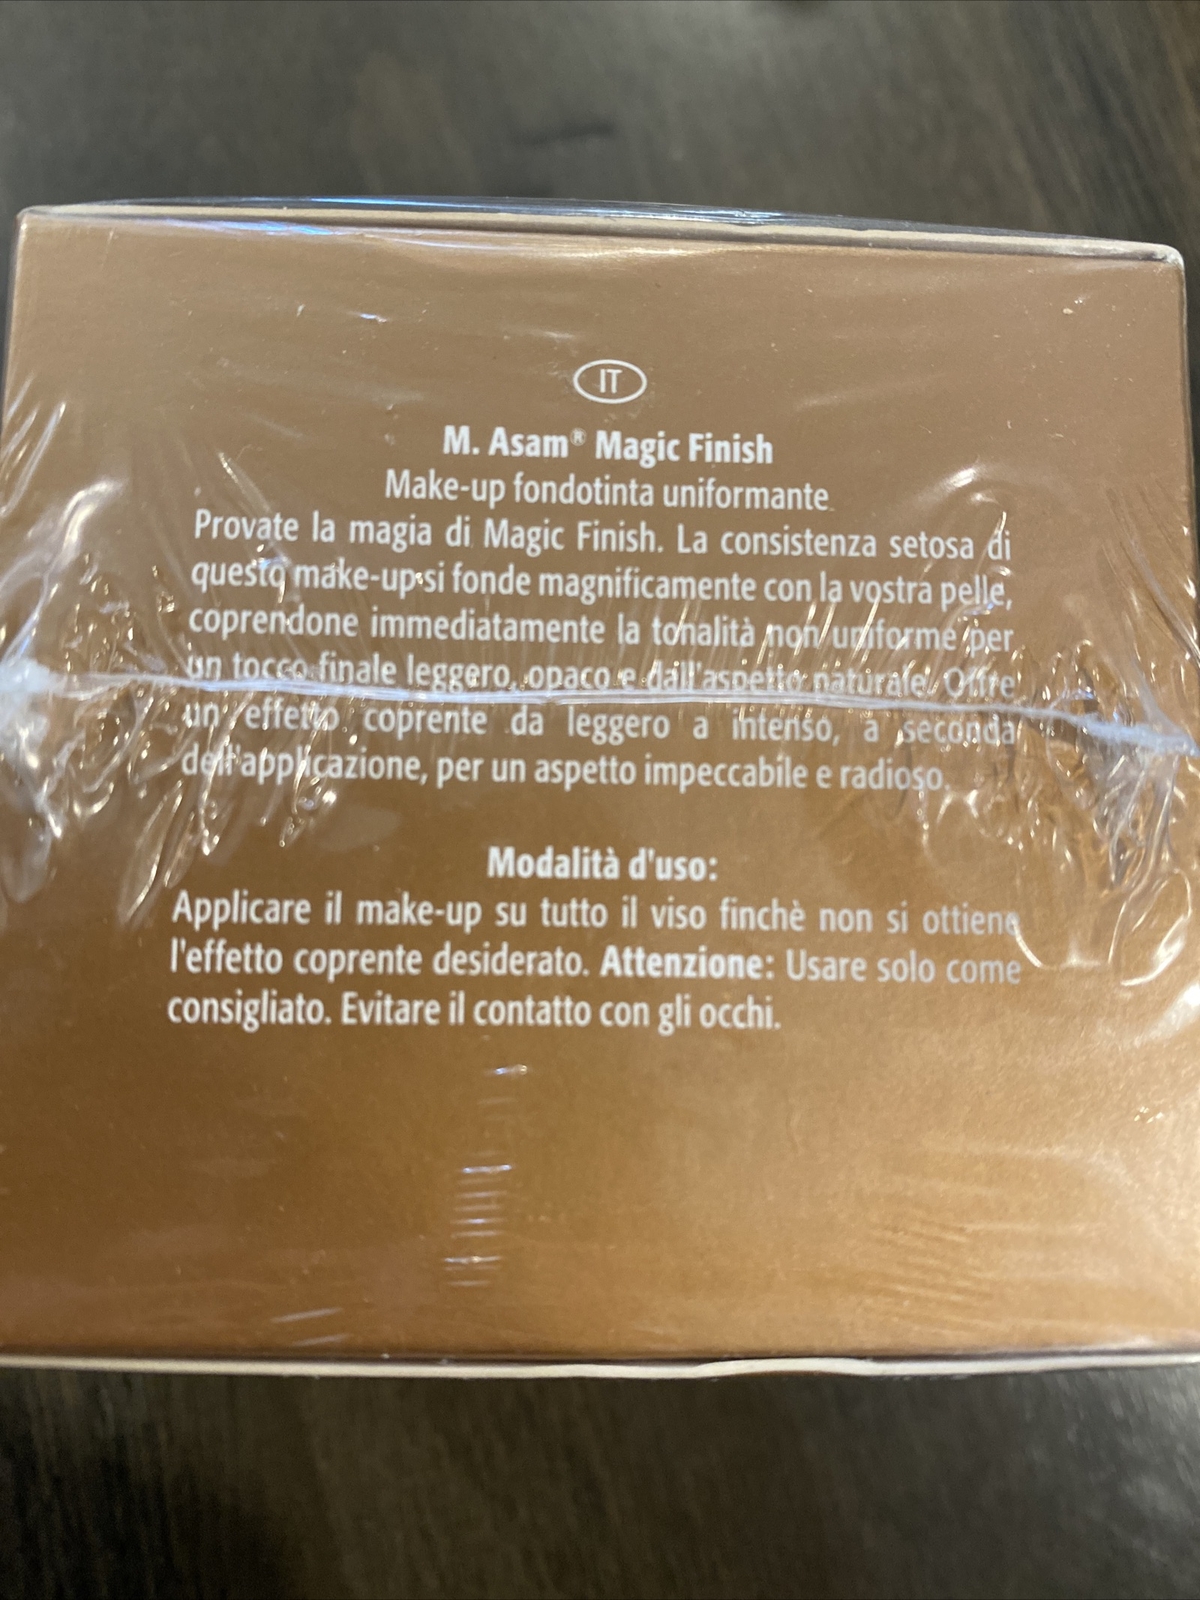 IT
M. Asam® Magic Finish
Make-up fondotinta uniformante
Provate la magia di Magic Finish. La consistenza setosa di
questo make-up si fonde magnificamente con la vostra pelle,
coprendone immediatamente la tonalità non uniforme per
un tocco finale leggero, opaco e dall'aspetto naturale. Offre
un effetto coprente da leggero a intenso, a seconda
dell'applicazione, per un aspetto impeccabile e radioso.
Modalità d'uso:
Applicare il make-up su tutto il viso finchè non si ottiene
l'effetto coprente desiderato. Attenzione: Usare solo come
consigliato. Evitare il contatto con gli occhi.